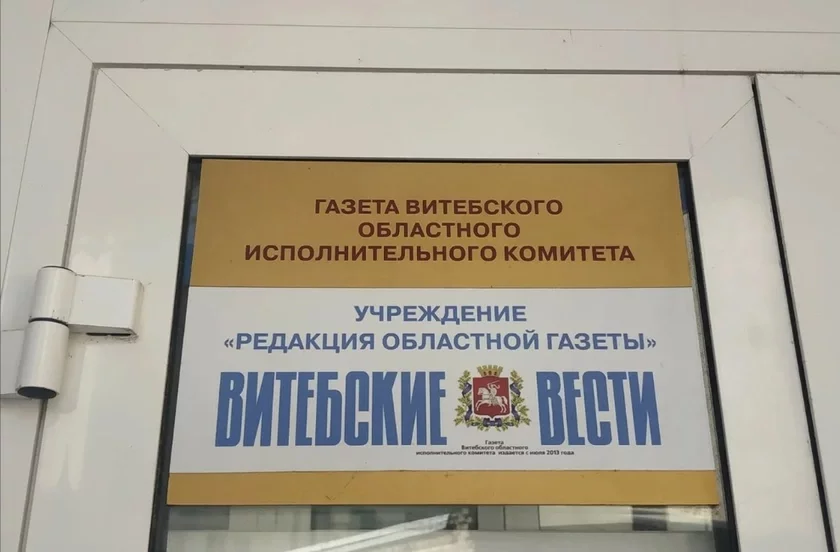 ГАЗЕТА ВИТЕБСКОГО
ОБЛАСТНОГО
ИСПОЛНИТЕЛЬНОГО КОМИТЕТА
УЧРЕЖДЕНИЕ
«РЕДАКЦИЯ ОБЛАСТНОЙ ГАЗЕТЫ»
ВИТЕБСКИЕ ВЕСТИ
Газета
Витебского областного
исполнительного комитета издается с июля 2013 года